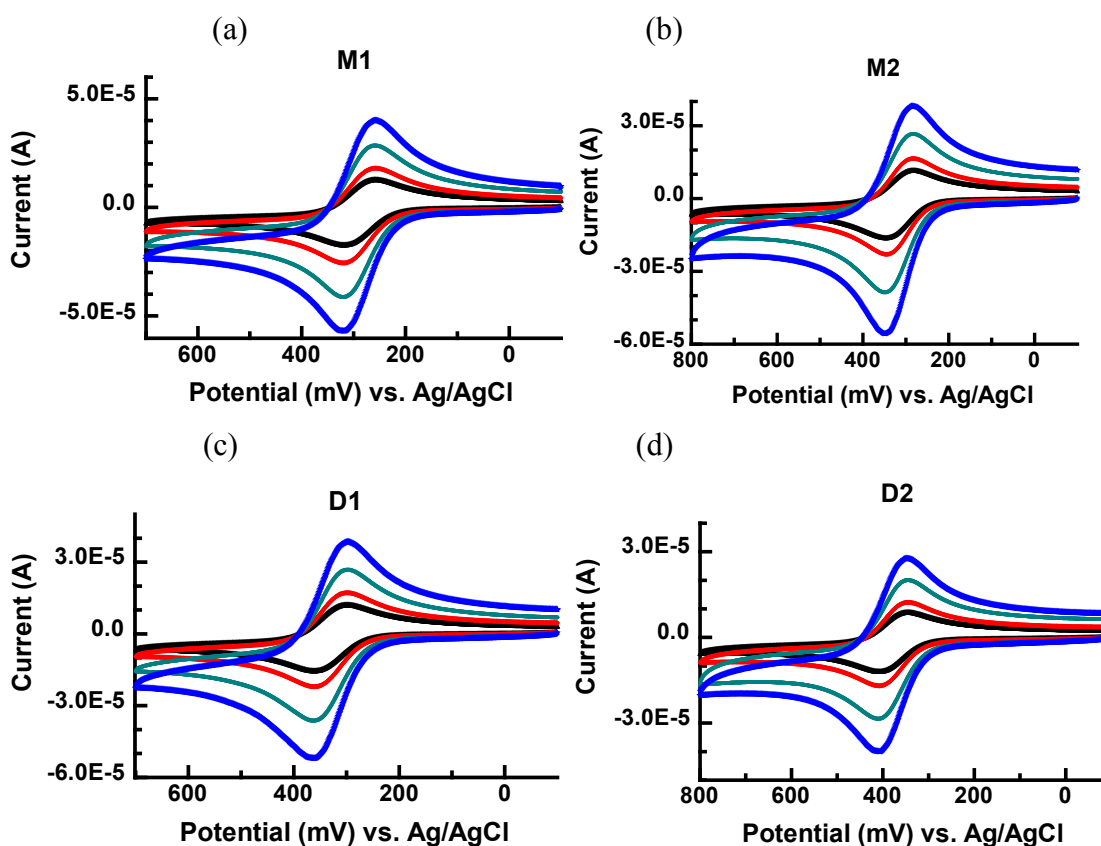 (a)
M1
5.0E-5
0.0
-5.0E-5
Current (A)
600 400 200 0
Potential (mV) vs. Ag/AgCl
(b)
M2
3.0E-5
0.0
-3.0E-5
-6.0E-5
Current (A)
800 600 400 200 0
Potential (mV) vs. Ag/AgCl
(c)
D1
3.0E-5
0.0
-3.0E-5
-6.0E-5
Current (A)
600 400 200 0
Potential (mV) vs. Ag/AgCl
(d)
D2
3.0E-5
0.0
-3.0E-5
Current (A)
800 600 400 200 0
Potential (mV) vs. Ag/AgCl